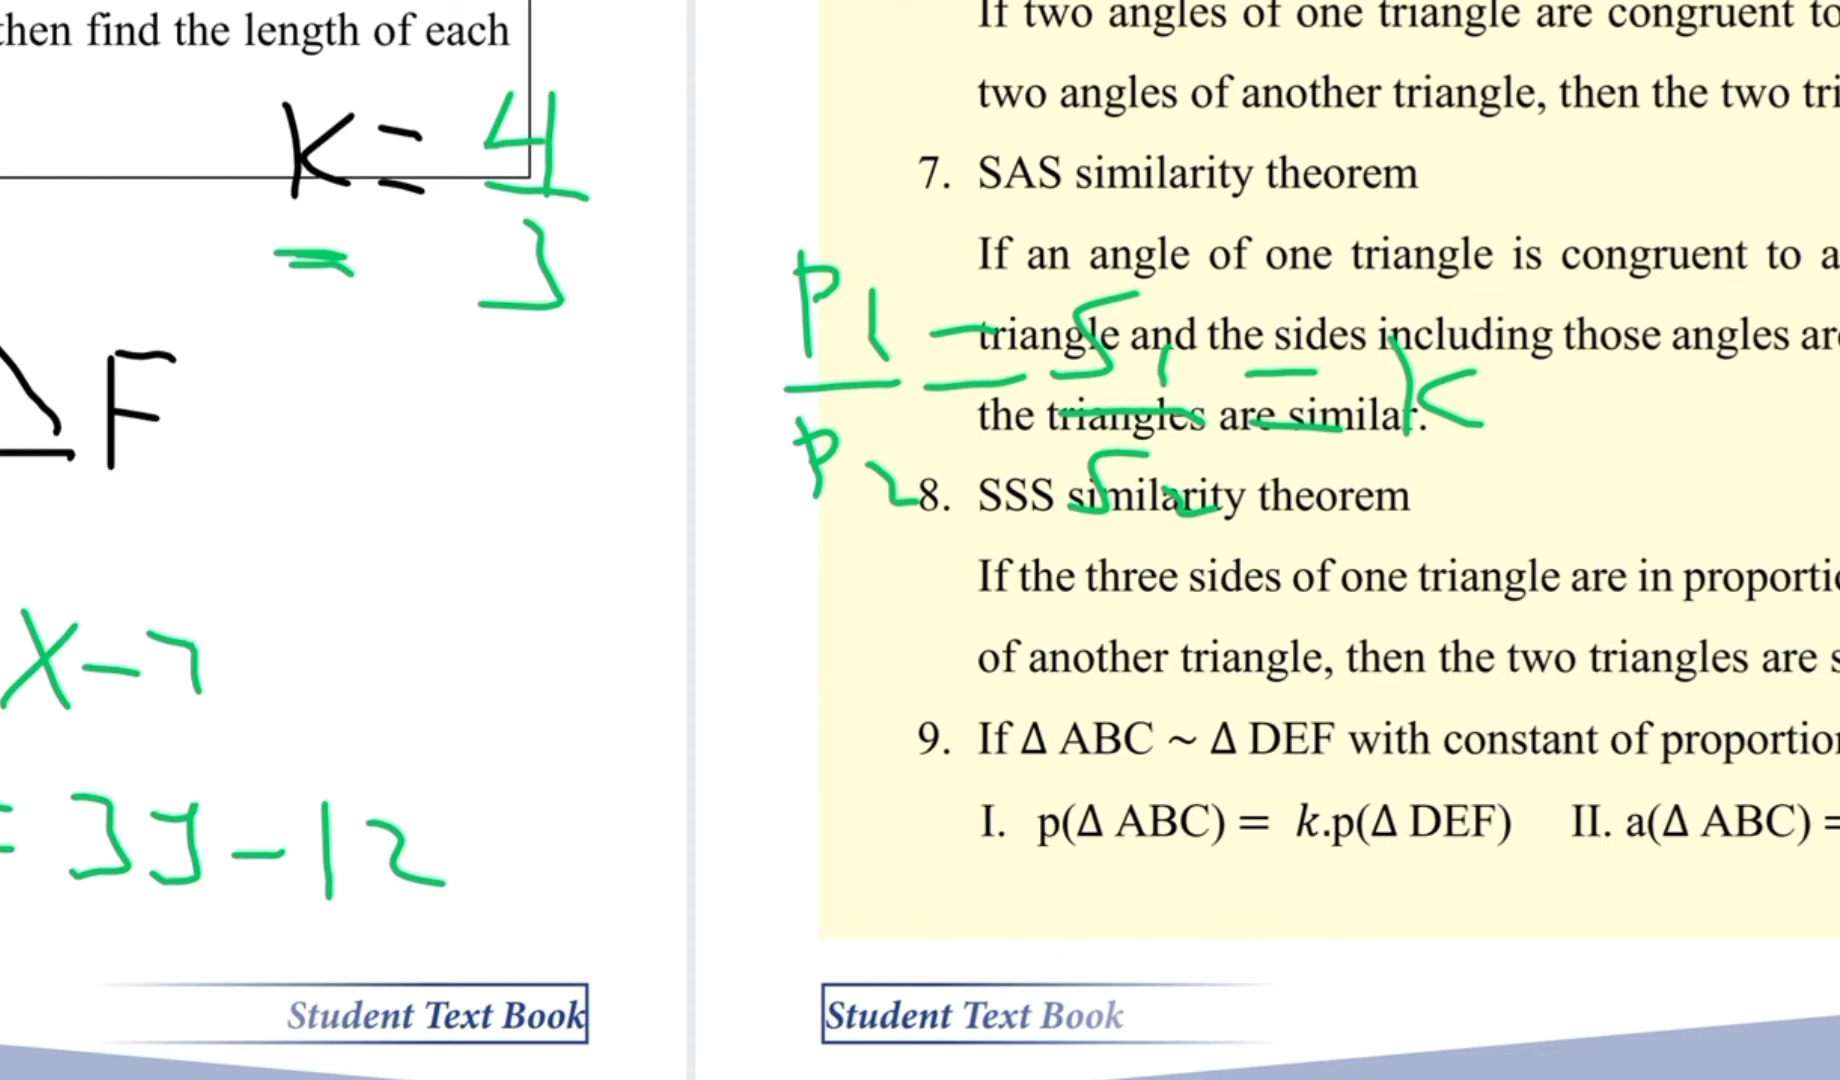 then find the length of each
K = 4
= 3
F
X - 7
= 3y - 12
Student Text Book
If two angles of one triangle are congruent to
two angles of another triangle, then the two tri
7. SAS similarity theorem
If an angle of one triangle is congruent to a
triangle and the sides including those angles are
the triangles are similar.
P1 = S1 = K
P2 S2
8. SSS similarity theorem
If the three sides of one triangle are in proportio
of another triangle, then the two triangles are s
9. If Δ ABC ~ Δ DEF with constant of proportion
I. p(Δ ABC) = k.p(Δ DEF) II. a(Δ ABC) =
Student Text Book